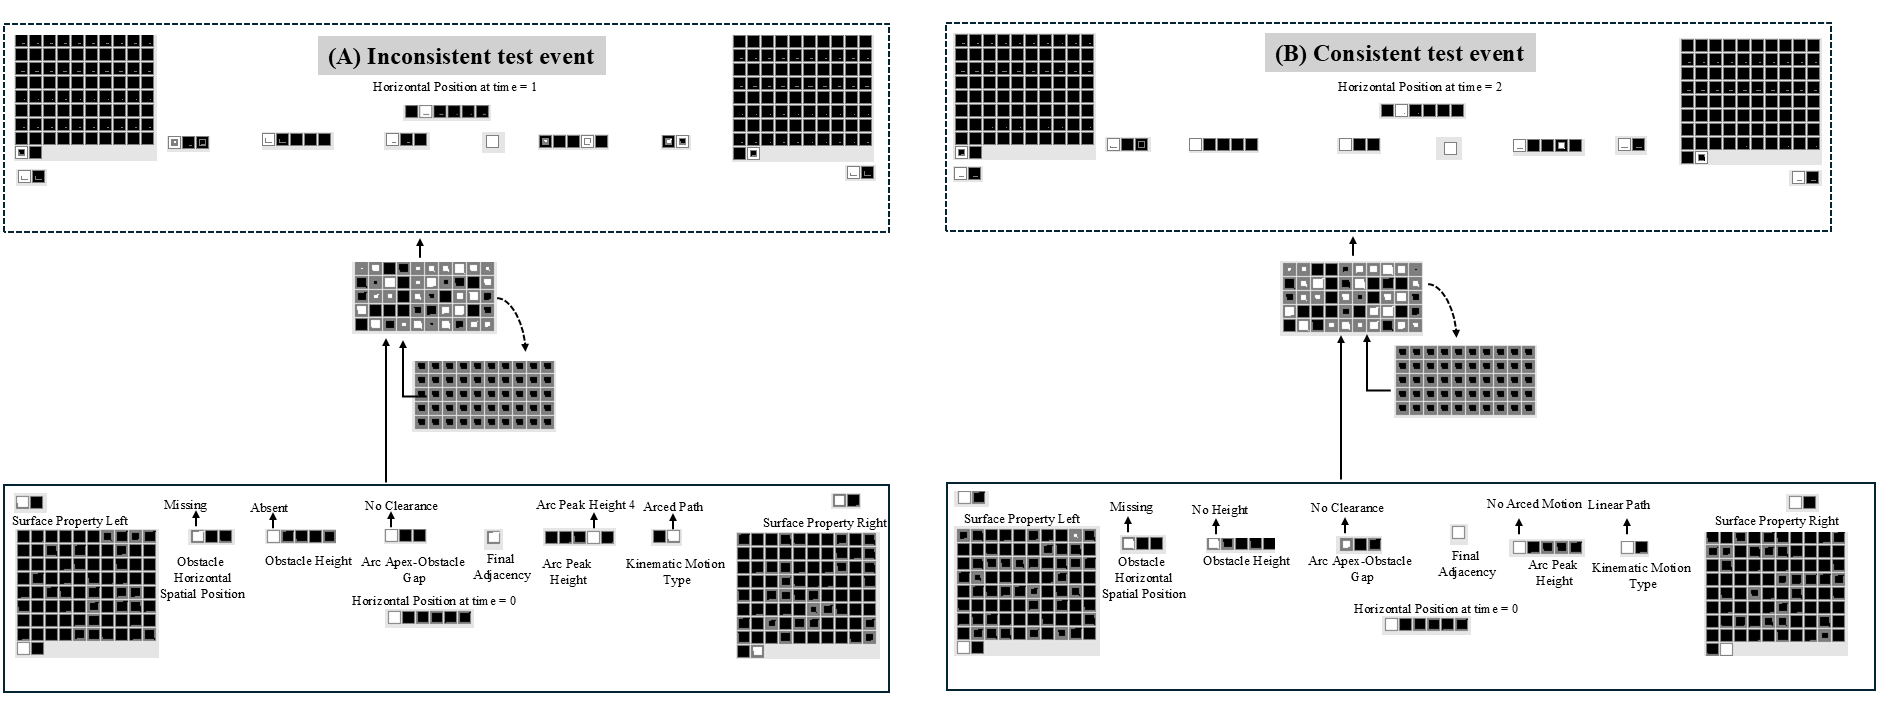 (A) Inconsistent test event
Horizontal Position at time = 1
Missing
Absent
No Clearance
Arc Peak Height 4
Arced Path
Surface Property Left
Surface Property Right
Obstacle
Horizontal
Spatial Position
Obstacle Height
Arc Apex-Obstacle
Gap
Final
Adjacency
Arc Peak
Height
Kinematic Motion
Type
Horizontal Position at time = 0
(B) Consistent test event
Horizontal Position at time = 2
Missing
No Height
No Clearance
No Arced Motion
Linear Path
Surface Property Left
Surface Property Right
Obstacle
Horizontal
Spatial Position
Obstacle Height
Arc Apex-Obstacle
Gap
Final
Adjacency
Arc Peak
Height
Kinematic Motion
Type
Horizontal Position at time = 0